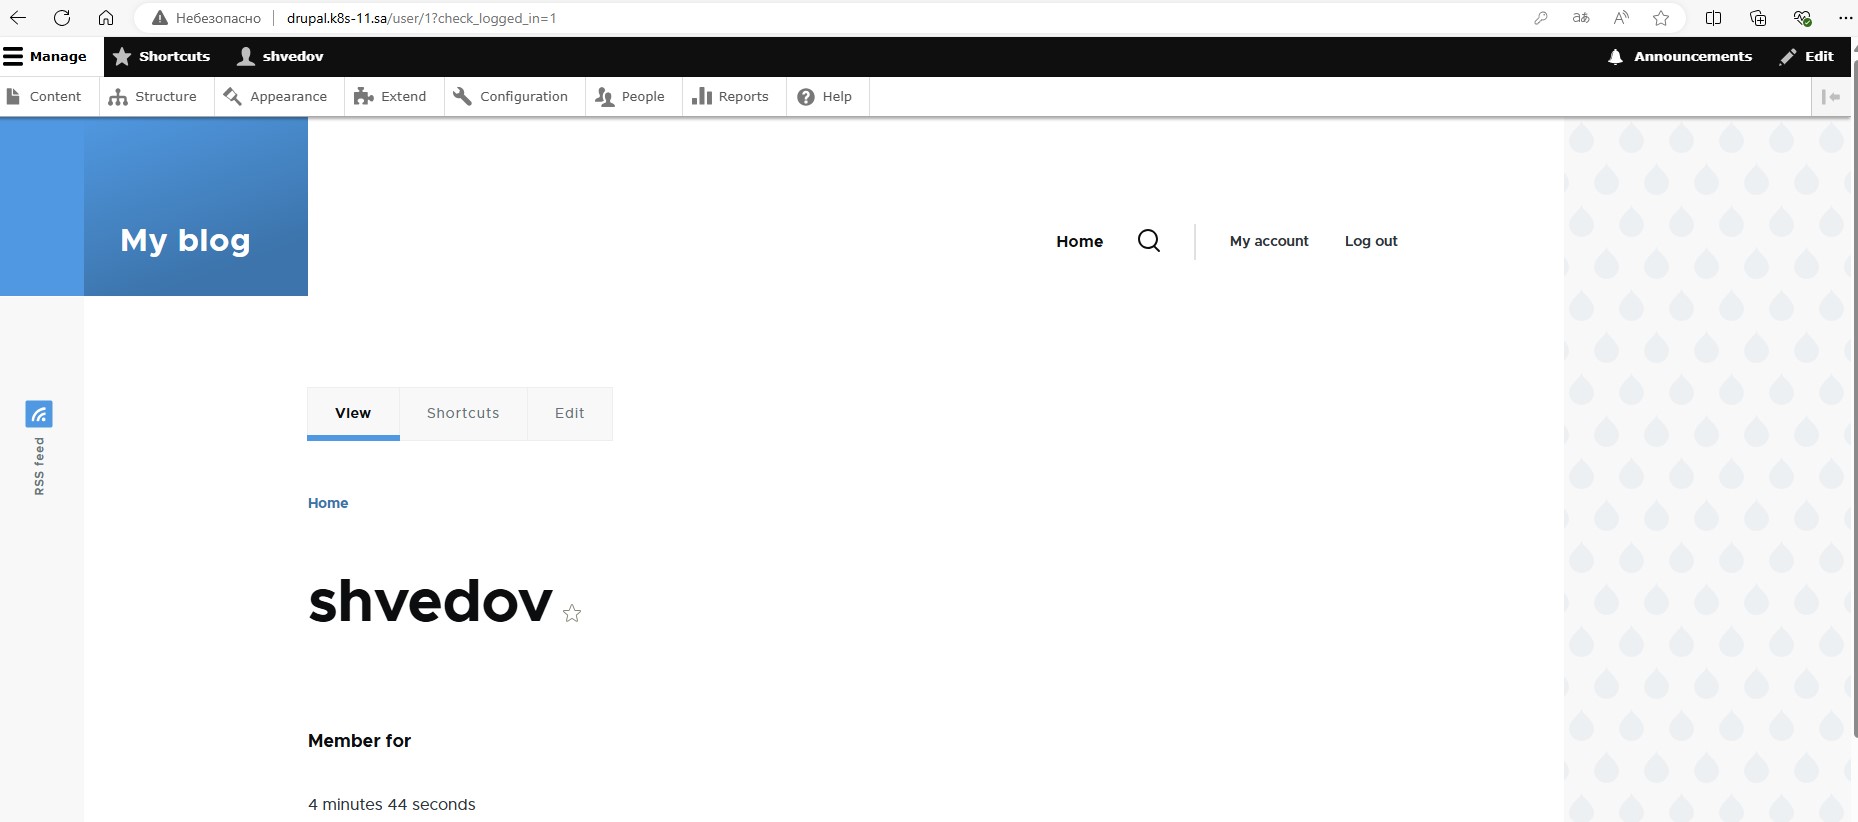 Небезопасно drupal.k8s-11.sa/user/1?check_logged_in=1
Manage Shortcuts shvedov Announcements Edit
Content Structure Appearance Extend Configuration People Reports Help
My blog
Home My account Log out
View Shortcuts Edit
RSS feed
Home
shvedov
Member for
4 minutes 44 seconds